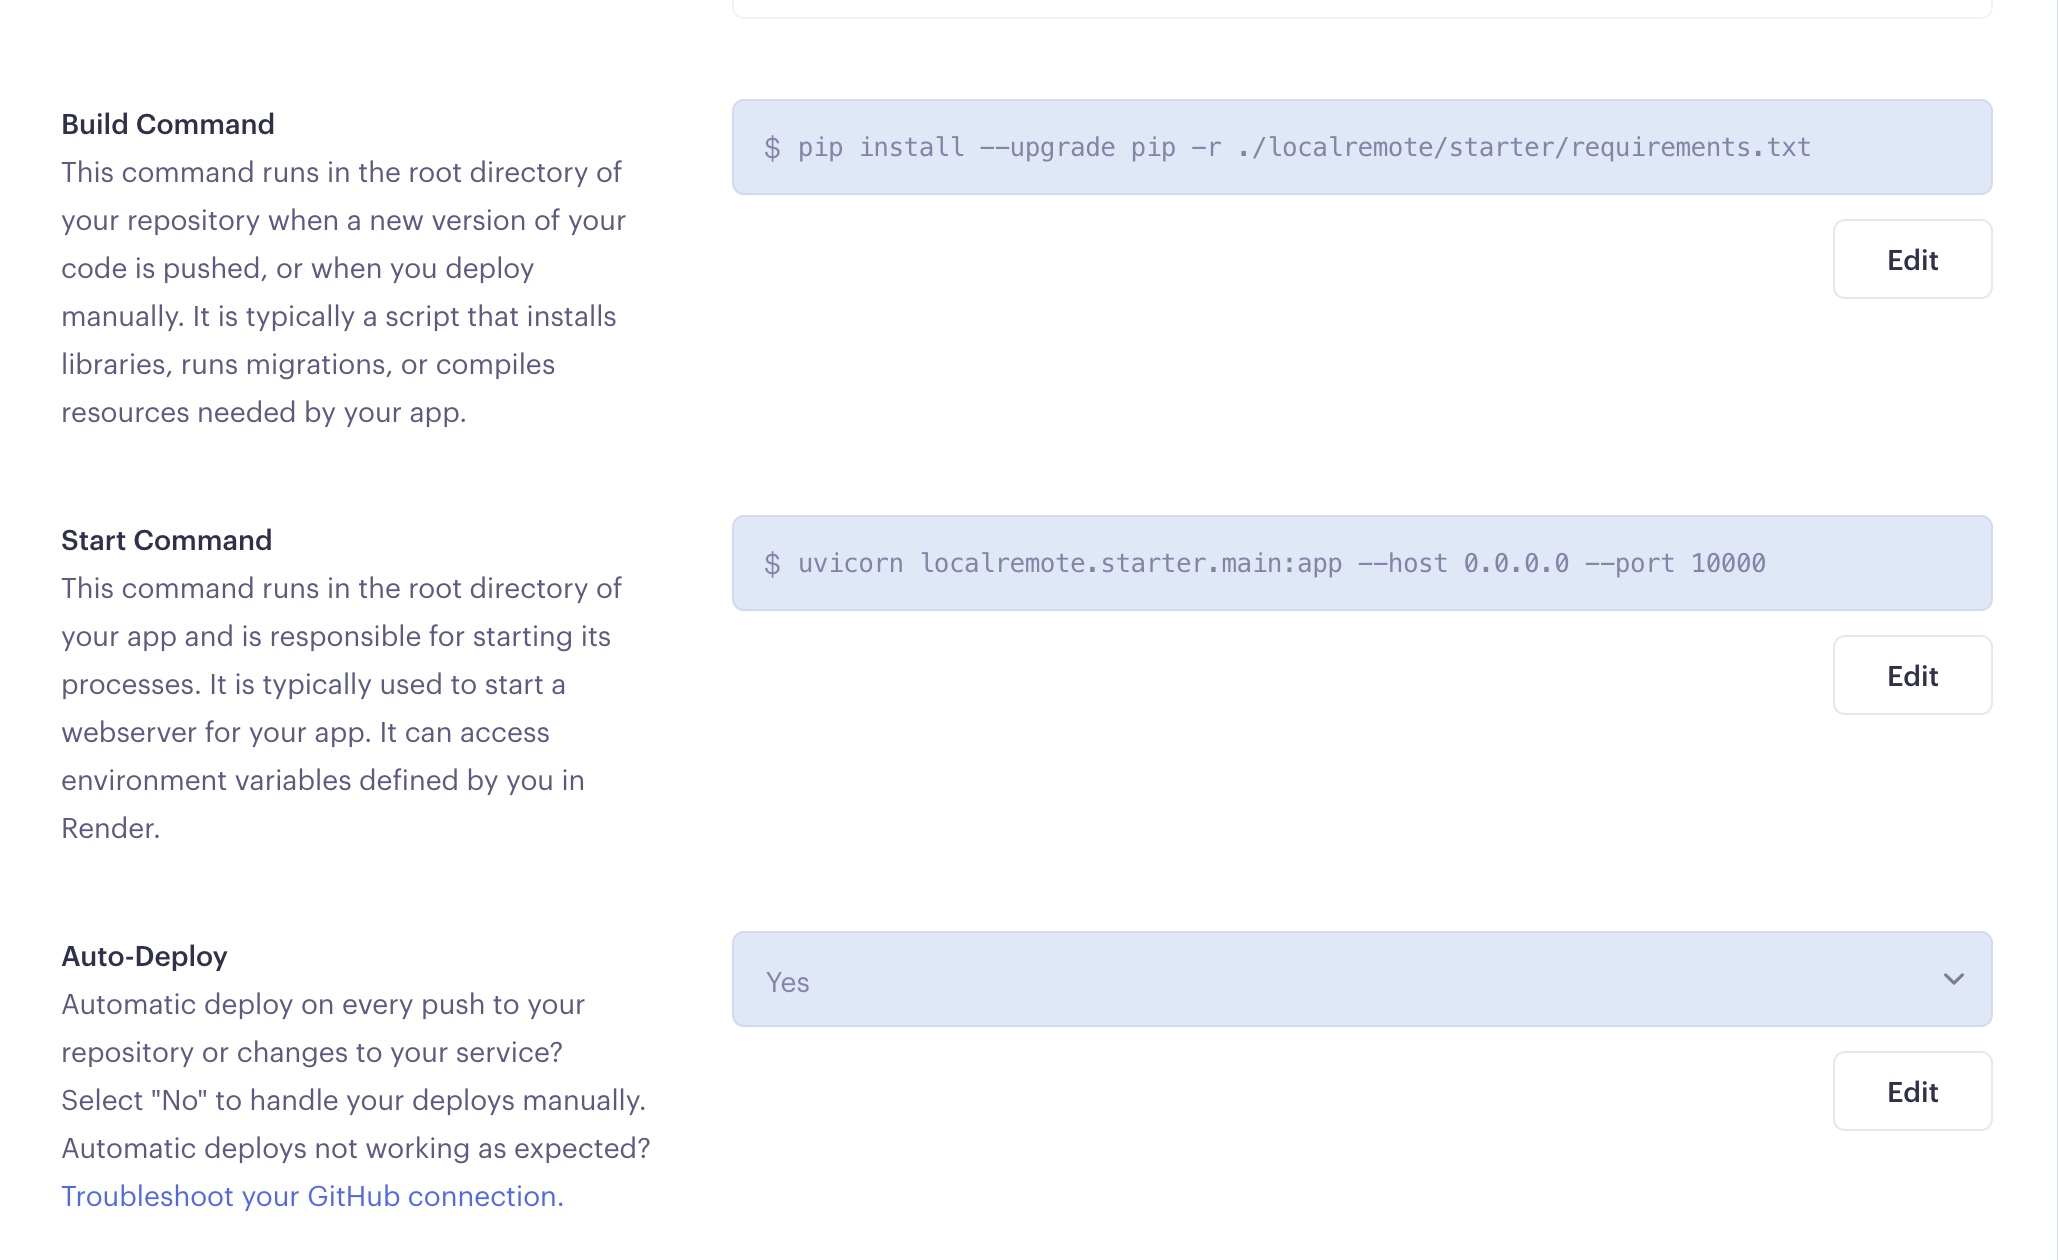 Build Command
This command runs in the root directory of
your repository when a new version of your
code is pushed, or when you deploy
manually. It is typically a script that installs
libraries, runs migrations, or compiles
resources needed by your app.
$ pip install --upgrade pip -r ./localremote/starter/requirements.txt
Edit
Start Command
This command runs in the root directory of
your app and is responsible for starting its
processes. It is typically used to start a
webserver for your app. It can access
environment variables defined by you in
Render.
$ uvicorn localremote.starter.main:app --host 0.0.0.0 --port 10000
Edit
Auto-Deploy
Automatic deploy on every push to your
repository or changes to your service?
Select "No" to handle your deploys manually.
Automatic deploys not working as expected?
Troubleshoot your GitHub connection.
Yes
Edit